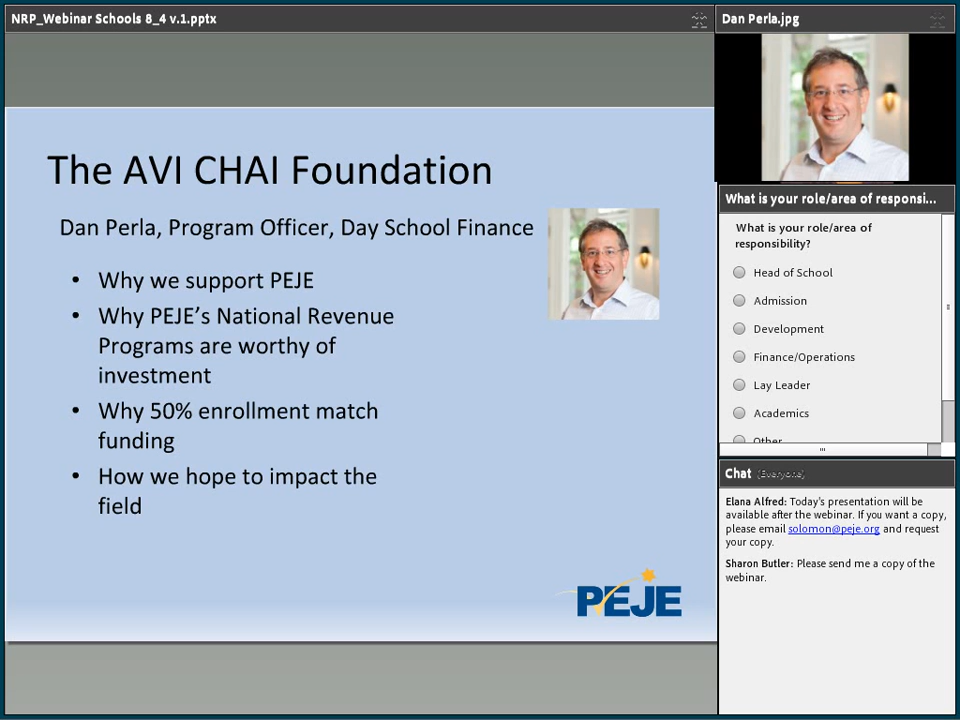 NRP_Webinar Schools 8_4 v.1.pptx
The AVI CHAI Foundation
Dan Perla, Program Officer, Day School Finance
• Why we support PEJE
• Why PEJE’s National Revenue
Programs are worthy of
investment
• Why 50% enrollment match
funding
• How we hope to impact the
field
PEJE
Dan Perla.jpg
What is your role/area of responsi...
What is your role/area of
responsibility?
Head of School
Admission
Development
Finance/Operations
Lay Leader
Academics
Other
Chat (Everyone)
Elana Alfred: Today's presentation will be
available after the webinar. If you want a copy,
please email solomon@peje.org and request
your copy.
Sharon Butler: Please send me a copy of the
webinar.